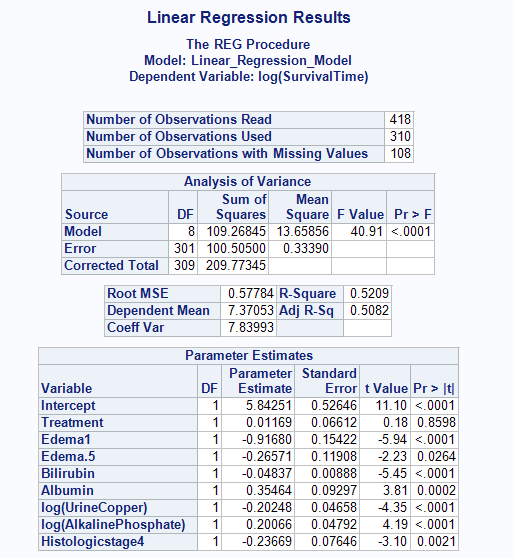 Linear Regression Results
The REG Procedure
Model: Linear_Regression_Model
Dependent Variable: log(SurvivalTime)
Number of Observations Read 418
Number of Observations Used 310
Number of Observations with Missing Values 108
Analysis of Variance
Source DF Sum of Squares Mean Square F Value Pr > F
Model 8 109.26845 13.65856 40.91 <.0001
Error 301 100.50500 0.33390
Corrected Total 309 209.77345
Root MSE 0.57784 R-Square 0.5209
Dependent Mean 7.37053 Adj R-Sq 0.5082
Coeff Var 7.83993
Parameter Estimates
Variable DF Parameter Estimate Standard Error t Value Pr > |t|
Intercept 1 5.84251 0.52646 11.10 <.0001
Treatment 1 0.01169 0.06612 0.18 0.8598
Edema1 1 -0.91680 0.15422 -5.94 <.0001
Edema.5 1 -0.26571 0.11908 -2.23 0.0264
Bilirubin 1 -0.04837 0.00888 -5.45 <.0001
Albumin 1 0.35464 0.09297 3.81 0.0002
log(UrineCopper) 1 -0.20248 0.04658 -4.35 <.0001
log(AlkalinePhosphate) 1 0.20066 0.04792 4.19 <.0001
Histologicstage4 1 -0.23669 0.07646 -3.10 0.0021